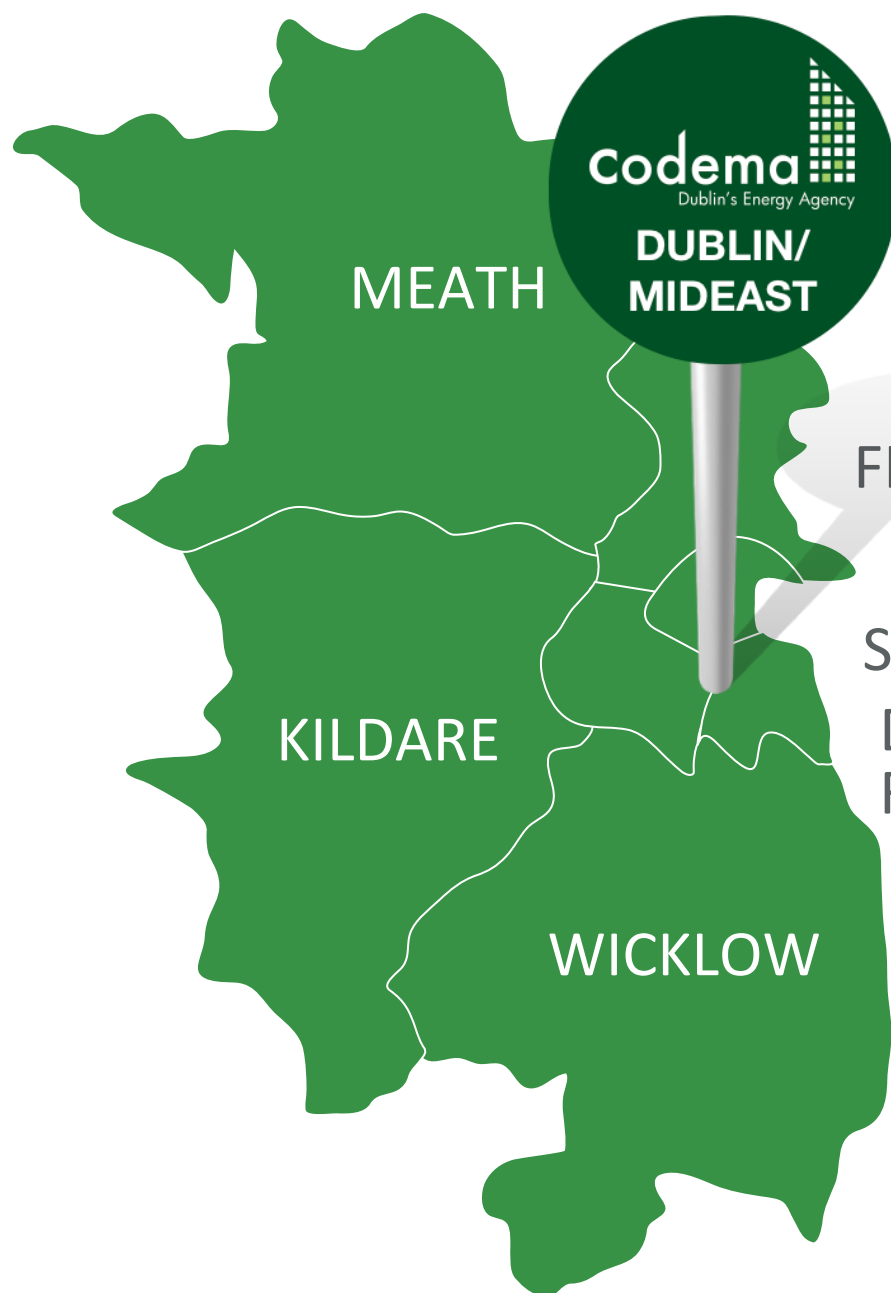 Codema
Dublin's Energy Agency
DUBLIN/
MIDEAST
MEATH
KILDARE
WICKLOW